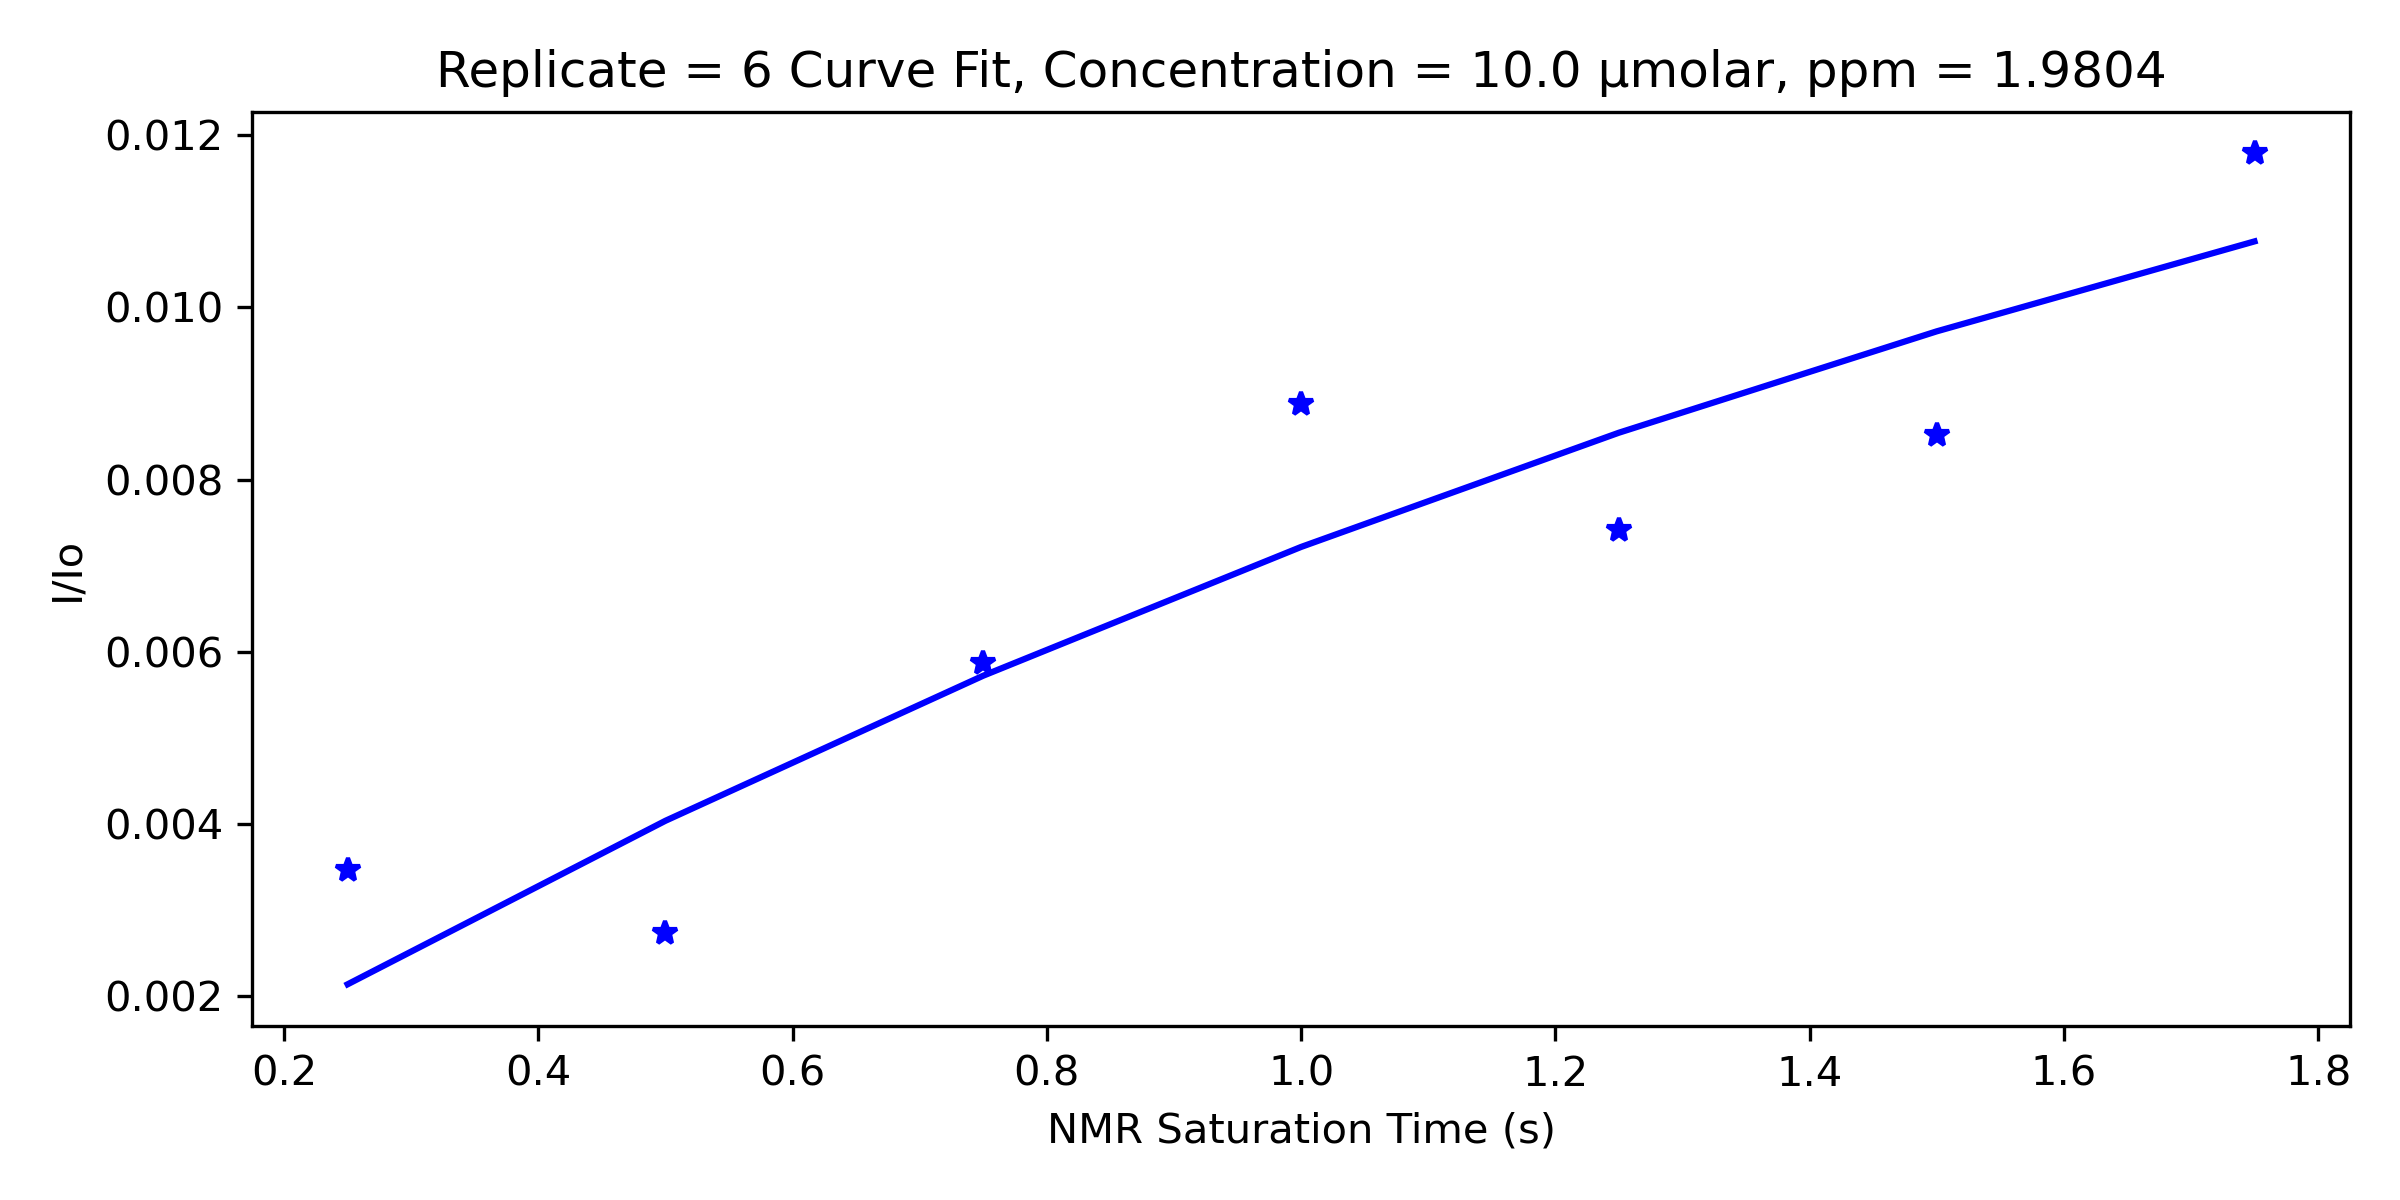 Replicate = 6 Curve Fit, Concentration = 10.0 μmolar, ppm = 1.9804
0.012
0.010
0.008
0.006
0.004
0.002
I/Io
0.2 0.4 0.6 0.8 1.0 1.2 1.4 1.6 1.8
NMR Saturation Time (s)